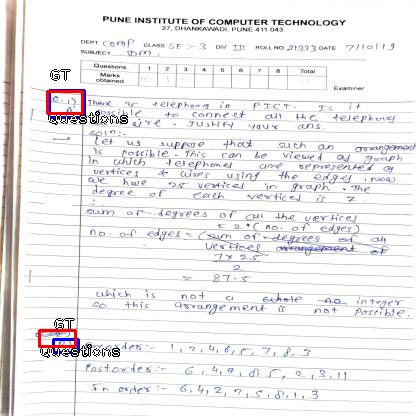 PUNE INSTITUTE OF COMPUTER TECHNOLOGY
27, DHANKAWADI, PUNE 411 043.
DEPT Comp CLASS SE:-3 DIV III ROLL NO 21333 DATE 7/10/19
SUBJECT DM.
Questions 1 2 3 4 5 6 7 8 Total
Marks obtained
Examiner
GT
Q-1)
A)
Questions
There 25 telephong in PICT. Is it
possible to connect all the telephones
. Justify your ans.
soln:-
Let us suppose that such an arrangement
is possible. This can be viewed as graph
in which telephones are represented as
vertices & wires using the edges, now
we have 25 vertices in graph. The
degree of each vertices is 7
∴
sum of degrees of all the vertices
= 2*(no. of edges)
no. of edges = (sum of degrees of all
vertices arrangement of
7 x 25
2
= 87.5
which is not a whole no integer
so this arrangement is not possible.
GT
Questions
order:- 1, 2, 4, 6, 5, 7, 8, 3
Postorder:- 6, 4, 7, 8, 5, 2, 3, 1
In order:- 6, 4, 2, 7, 5, 8, 1, 3